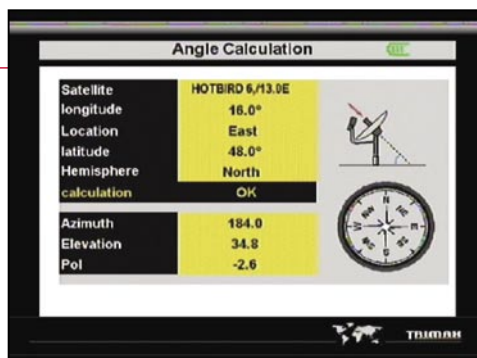 Angle Calculation
Satellite HOTBIRD 6,/13.0E
longitude 16.0°
Location East
latitude 48.0°
Hemisphere North
calculation OK
Azimuth 184.0
Elevation 34.8
Pol -2.6
N
NE
E
S
W
TRIMAX